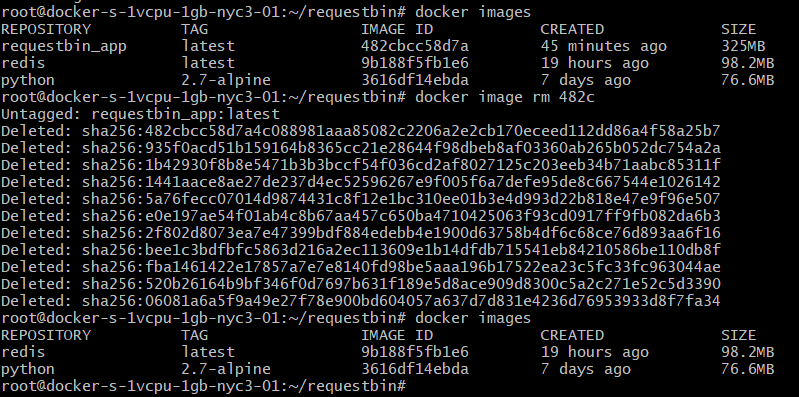 root@docker-s-1vcpu-1gb-nyc3-01:~/requestbin# docker images
REPOSITORY TAG IMAGE ID CREATED SIZE
requestbin_app latest 482cbcc58d7a 45 minutes ago 325MB
redis latest 9b188f5fb1e6 19 hours ago 98.2MB
python 2.7-alpine 3616df14ebda 7 days ago 76.6MB
root@docker-s-1vcpu-1gb-nyc3-01:~/requestbin# docker image rm 482c
Untagged: requestbin_app:latest
Deleted: sha256:482cbcc58d7a4c088981aaa85082c2206a2e2cb170eceed112dd86a4f58a25b7
Deleted: sha256:935f0acd51b159164b8365cc21e28644f98dbeb8af03360ab265b052dc754a2a
Deleted: sha256:1b42930f8b8e5471b3b3bccf54f036cd2af8027125c203eeb34b71aabc85311f
Deleted: sha256:1441aace8ae27de237d4ec52596267e9f005f6a7defe95de8c667544e1026142
Deleted: sha256:5a76fecc07014d9874431c8f12e1bc310ee01b3e4d993d22b818e47e9f96e507
Deleted: sha256:e0e197ae54f01ab4c8b67aa457c650ba4710425063f93cd0917ff9fb082da6b3
Deleted: sha256:2f802d8073ea7e47399bdf884edebb4e1900d63758b4df6c68ce76d893aa6f16
Deleted: sha256:bee1c3bdfbfc5863d216a2ec113609e1b14dfdb715541eb84210586be110db8f
Deleted: sha256:fba1461422e17857a7e7e8140fd98be5aaa196b17522ea23c5fc33fc963044ae
Deleted: sha256:520b26164b9bf346f0d7697b631f189e5d8ace909d8300c5a2c271e52c5d3390
Deleted: sha256:06081a6a5f9a49e27f78e900bd604057a637d7d831e4236d76953933d8f7fa34
root@docker-s-1vcpu-1gb-nyc3-01:~/requestbin# docker images
REPOSITORY TAG IMAGE ID CREATED SIZE
redis latest 9b188f5fb1e6 19 hours ago 98.2MB
python 2.7-alpine 3616df14ebda 7 days ago 76.6MB
root@docker-s-1vcpu-1gb-nyc3-01:~/requestbin#